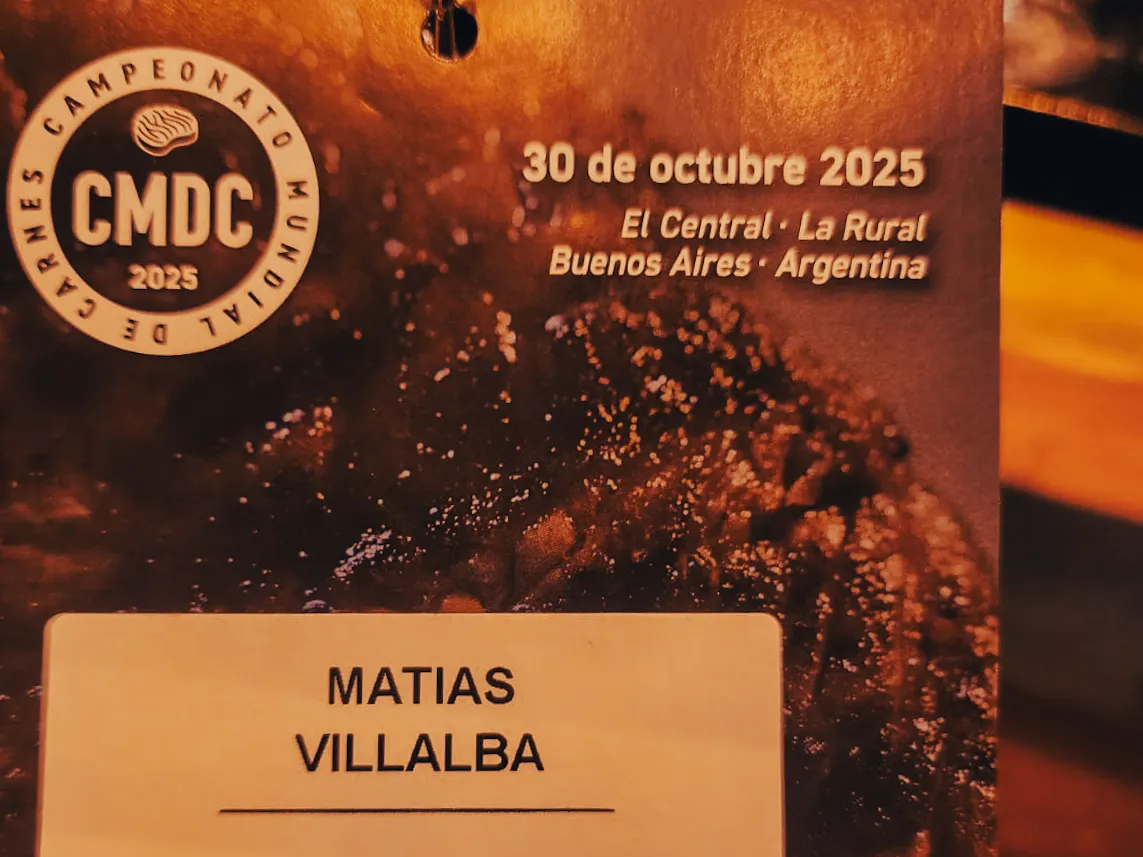 CAMPEONATO MUNDIAL DE CARNES
CMDC
2025
30 de octubre 2025
El Central · La Rural
Buenos Aires · Argentina
MATIAS
VILLALBA